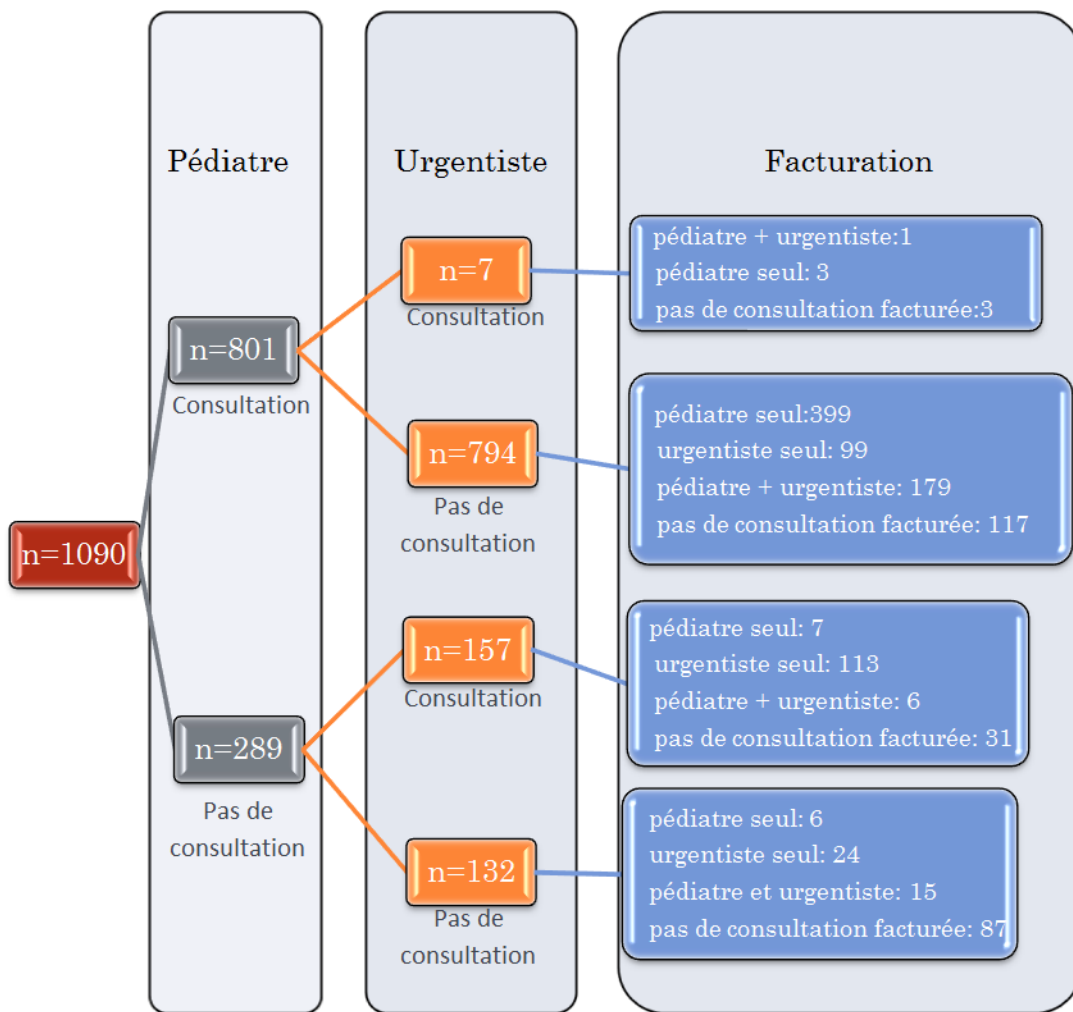 Pédiatre
Urgentiste
Facturation
n=1090
n=801
Consultation
n=289
Pas de
consultation
n=7
Consultation
n=794
Pas de
consultation
n=157
Consultation
n=132
Pas de
consultation
pédiatre + urgentiste:1
pédiatre seul: 3
pas de consultation facturée:3
pédiatre seul:399
urgentiste seul: 99
pédiatre + urgentiste: 179
pas de consultation facturée: 117
pédiatre seul: 7
urgentiste seul: 113
pédiatre + urgentiste: 6
pas de consultation facturée: 31
pédiatre seul: 6
urgentiste seul: 24
pédiatre et urgentiste: 15
pas de consultation facturée: 87